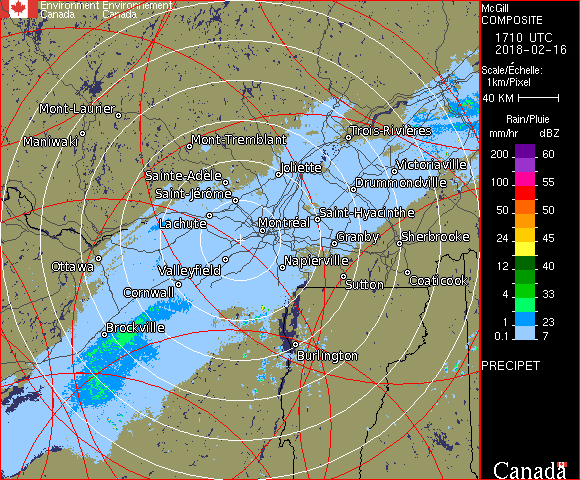 Environment Environnement
Canada Canada
McGill
COMPOSITE
1710 UTC
2018-02-16
Scale/Échelle:
1km/Pixel
40 KM
Rain/Pluie
mm/hr dBZ
200 60
100 55
50 50
24 45
12 40
4 33
1 23
0.1 7
PRECIPET
Canada
Mont-Laurier
Maniwaki
Mont-Tremblant
Trois-Rivières
Joliette
Victoriaville
Sainte-Adèle
Drummondville
Saint-Jérôme
Saint-Hyacinthe
Lachute
Montréal
Granby
Sherbrooke
Ottawa
Valleyfield
Napierville
Sutton
Coaticook
Cornwall
Brockville
Burlington